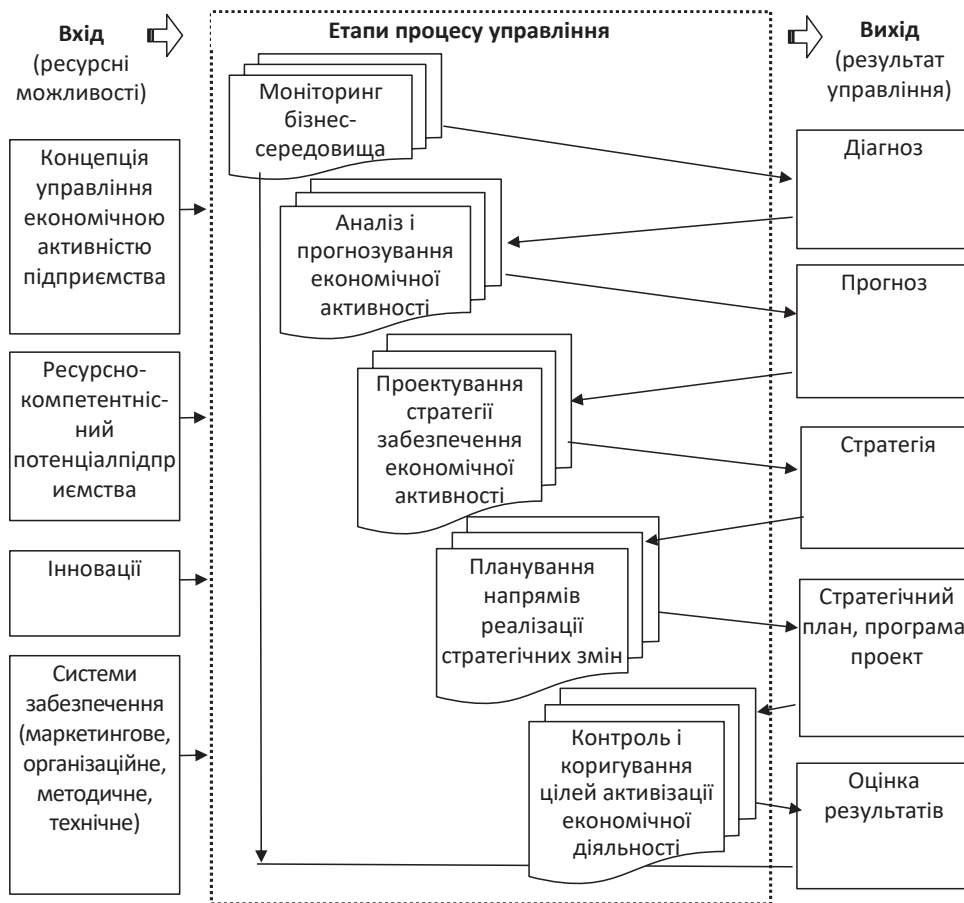 Вхід
(ресурсні
можливості)
Етапи процесу управління
Вихід
(результат
управління)
Концепція
управління
економічною
активністю
підприємства
Ресурсно-
компетентніс-
ний
потенціалпідпр
иємства
Інновації
Системи
забезпечення
(маркетингове,
організаційне,
методичне,
технічне)
Моніторинг
бізнес-
середовища
Аналіз і
прогнозування
економічної
активності
Проектування
стратегії
забезпечення
економічної
активності
Планування
напрямів
реалізації
стратегічних змін
Контроль і
коригування
цілей активізації
економічної
діяльності
Діагноз
Прогноз
Стратегія
Стратегічний
план, програма
проект
Оцінка
результатів